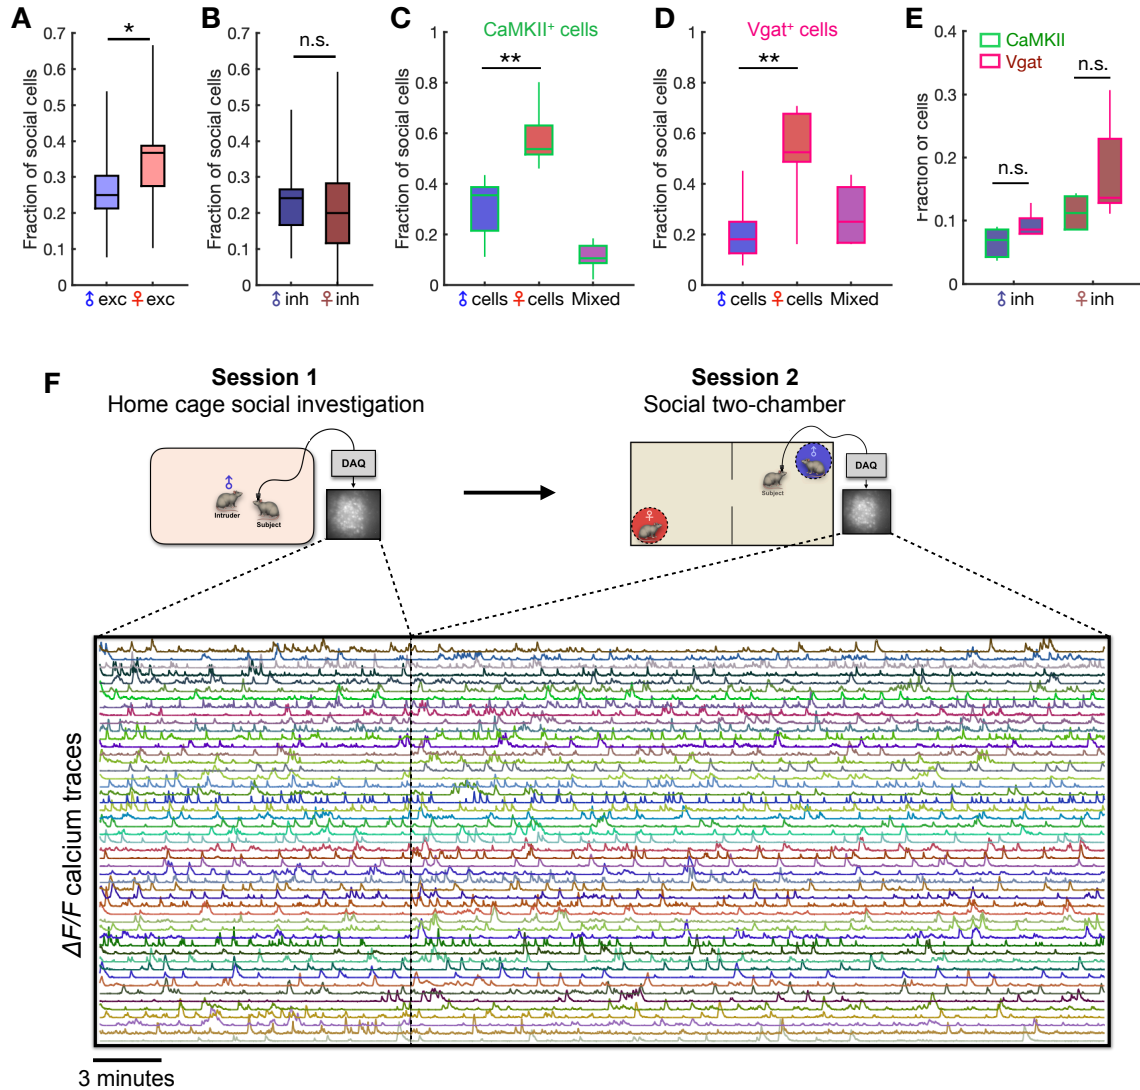 A
B
C
D
E
Fraction of social cells
0.7
0.6
0.5
0.4
0.3
0.2
0.1
0
*
♂ exc
♀ exc
Fraction of social cells
0.7
0.6
0.5
0.4
0.3
0.2
0.1
0
n.s.
♂ inh
♀ inh
CaMKII⁺ cells
Fraction of social cells
1
0.8
0.6
0.4
0.2
0
**
♂ cells
♀ cells
Mixed
Vgat⁺ cells
Fraction of social cells
1
0.8
0.6
0.4
0.2
0
**
♂ cells
♀ cells
Mixed
Fraction of cells
0.4
0.3
0.2
0.1
0
CaMKII
Vgat
n.s.
n.s.
♂ inh
♀ inh
F
Session 1
Home cage social investigation
♂
Intruder
Subject
DAQ
Session 2
Social two-chamber
♂
Subject
♀
DAQ
ΔF/F calcium traces
3 minutes